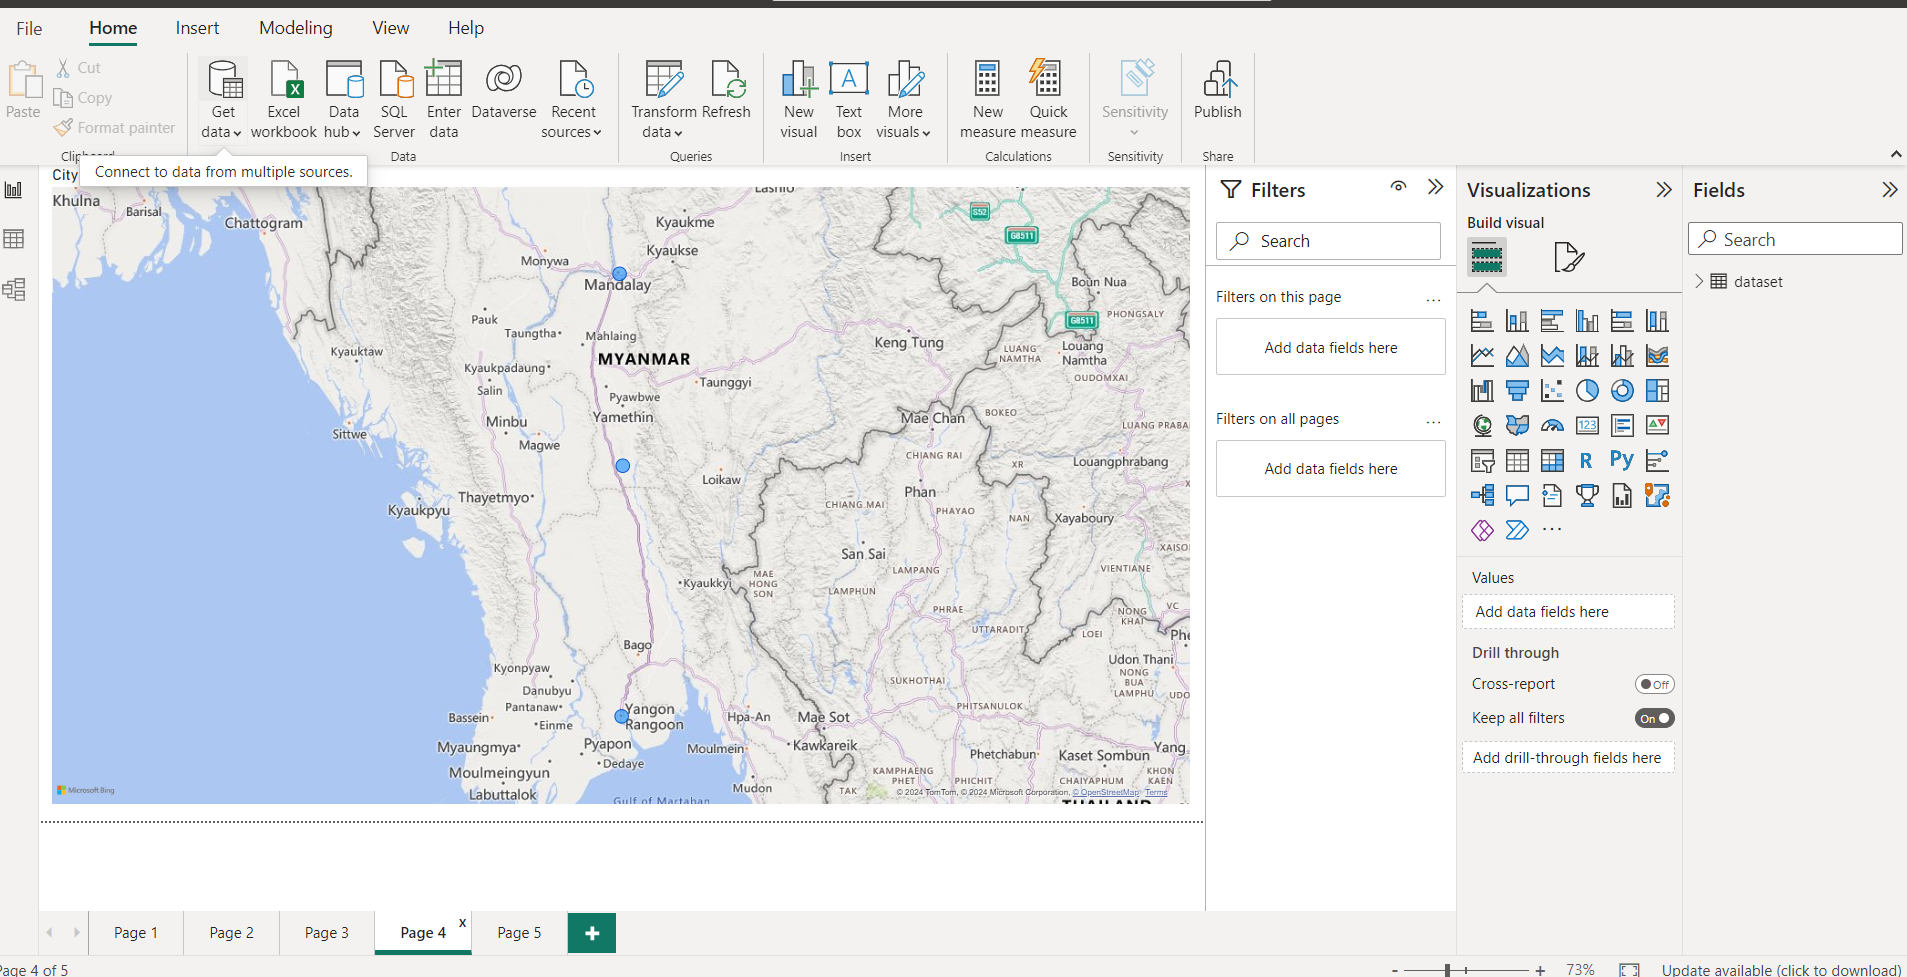 File Home Insert Modeling View Help
Paste
Cut
Copy
Format painter
Get data
Excel workbook
Data hub
SQL Server
Enter data
Dataverse
Recent sources
Transform data
Refresh
New visual
Text box
More visuals
New measure
Quick measure
Sensitivity
Publish
Data Queries Insert Calculations Sensitivity Share
Connect to data from multiple sources.
City
Khulna
Barisal
Chattogram
Kyaukme
Kyaukse
Monywa
Mandalay
S52
G8511
Boun Nua
G8511
PHONGSALY
Pauk
Taungtha
Mahlaing
MYANMAR
Keng Tung
LUANG NAMTHA
Louang Namtha
OUDOMXAI
Kyauktaw
Kyaukpadaung
Salin
Taunggyi
Pyawbwe
Yamethin
Mae Chan
BOKEO
LUANG PRABA
Minbu
Sittwe
Magwe
CHIANG RAI
XR
Louangphrabang
Loikaw
Thayetmyo
Kyaukpyu
Phan
CHIANG MAI
PHAYAO
NAN
Xayaboury
San Sai
XAISO
Kyaukkyi
MAE HONG SON
LAMPANG
VIENTIANE
LAMPHUN
PHRAE
NONG KHAI
VC
UTTARADIT
LOEI
Phe
Bago
Kyonpyaw
Udon Thani
NONG BUA LAMPHU
UDO
Danubyu
SUKHOTHAI
Pantanaw
Bassein
Einme
Yangon
Rangoon
Hpa-An
Mae Sot
PHITSANULOK
Myaungmya
Pyapon
Moulmein
Kawkareik
Phetchabun
Kaset Sombun
Yang
Dedaye
Moulmeingyun
KAMPHAENG PHET
PHICHIT
CHAIYAPHUM
KHON KAEN
Labuttalok
Mudon
TAK
Gulf of Martaban
THAILAND
Microsoft Bing
© 2024 TomTom, © 2024 Microsoft Corporation, © OpenStreetMap Terms
Filters
Search
Filters on this page ...
Add data fields here
Filters on all pages ...
Add data fields here
Visualizations
Build visual
123
R Py
...
Values
Add data fields here
Drill through
Cross-report Off
Keep all filters On
Add drill-through fields here
Fields
Search
dataset
Page 1 Page 2 Page 3 Page 4 x Page 5 +
Page 4 of 5
- + 73% Update available (click to download)